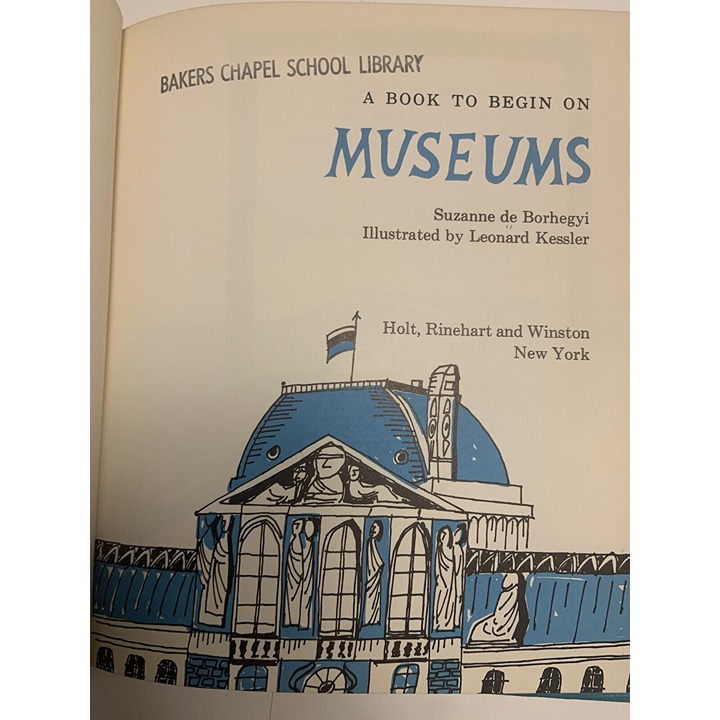 BAKERS CHAPEL SCHOOL LIBRARY
A BOOK TO BEGIN ON
MUSEUMS
Suzanne de Borhegyi
Illustrated by Leonard Kessler
Holt, Rinehart and Winston
New York